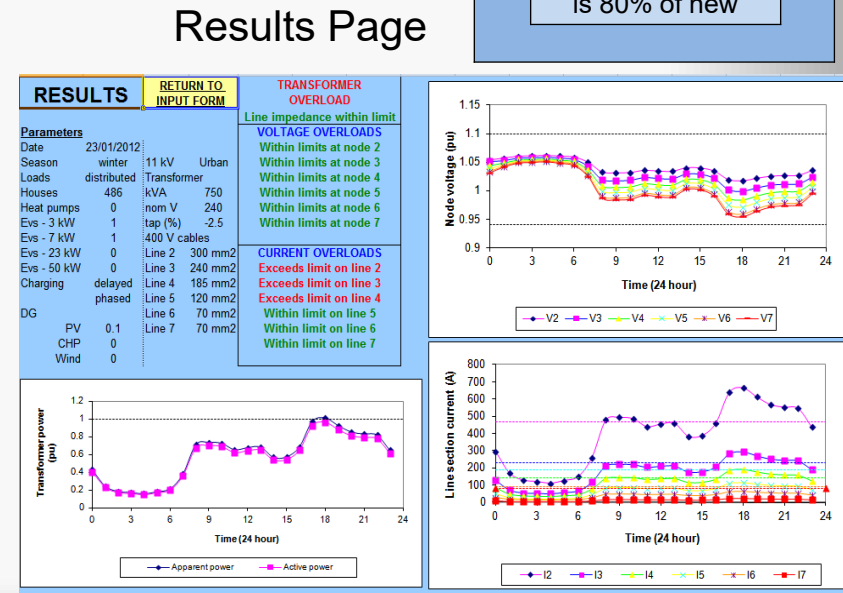 Results Page
is 80% of new
RESULTS
RETURN TO
INPUT FORM
TRANSFORMER
OVERLOAD
Line impedance within limit
Parameters
VOLTAGE OVERLOADS
Date 23/01/2012 Within limits at node 2
Season winter 11 kV Urban Within limits at node 3
Loads distributed Transformer Within limits at node 4
Houses 486 kVA 750 Within limits at node 5
Heat pumps 0 nom V 240 Within limits at node 6
Evs - 3 kW 1 tap (%) -2.5 Within limits at node 7
Evs - 7 kW 1 400 V cables
Evs - 23 kW 0 Line 2 300 mm2 CURRENT OVERLOADS
Evs - 50 kW 0 Line 3 240 mm2 Exceeds limit on line 2
Charging delayed Line 4 185 mm2 Exceeds limit on line 3
phased Line 5 120 mm2 Exceeds limit on line 4
DG Line 6 70 mm2 Within limit on line 5
PV 0.1 Line 7 70 mm2 Within limit on line 6
CHP 0 Within limit on line 7
Wind 0
Node voltage (pu)
1.15
1.1
1.05
1
0.95
0.9
0 3 6 9 12 15 18 21 24
Time (24 hour)
V2 V3 V4 V5 V6 V7
Transformer power
(pu)
1.2
1
0.8
0.6
0.4
0.2
0
0 3 6 9 12 15 18 21 24
Time (24 hour)
Apparent power Active power
Line section current (A)
800
700
600
500
400
300
200
100
0
0 3 6 9 12 15 18 21 24
Time (24 hour)
I2 I3 I4 I5 I6 I7